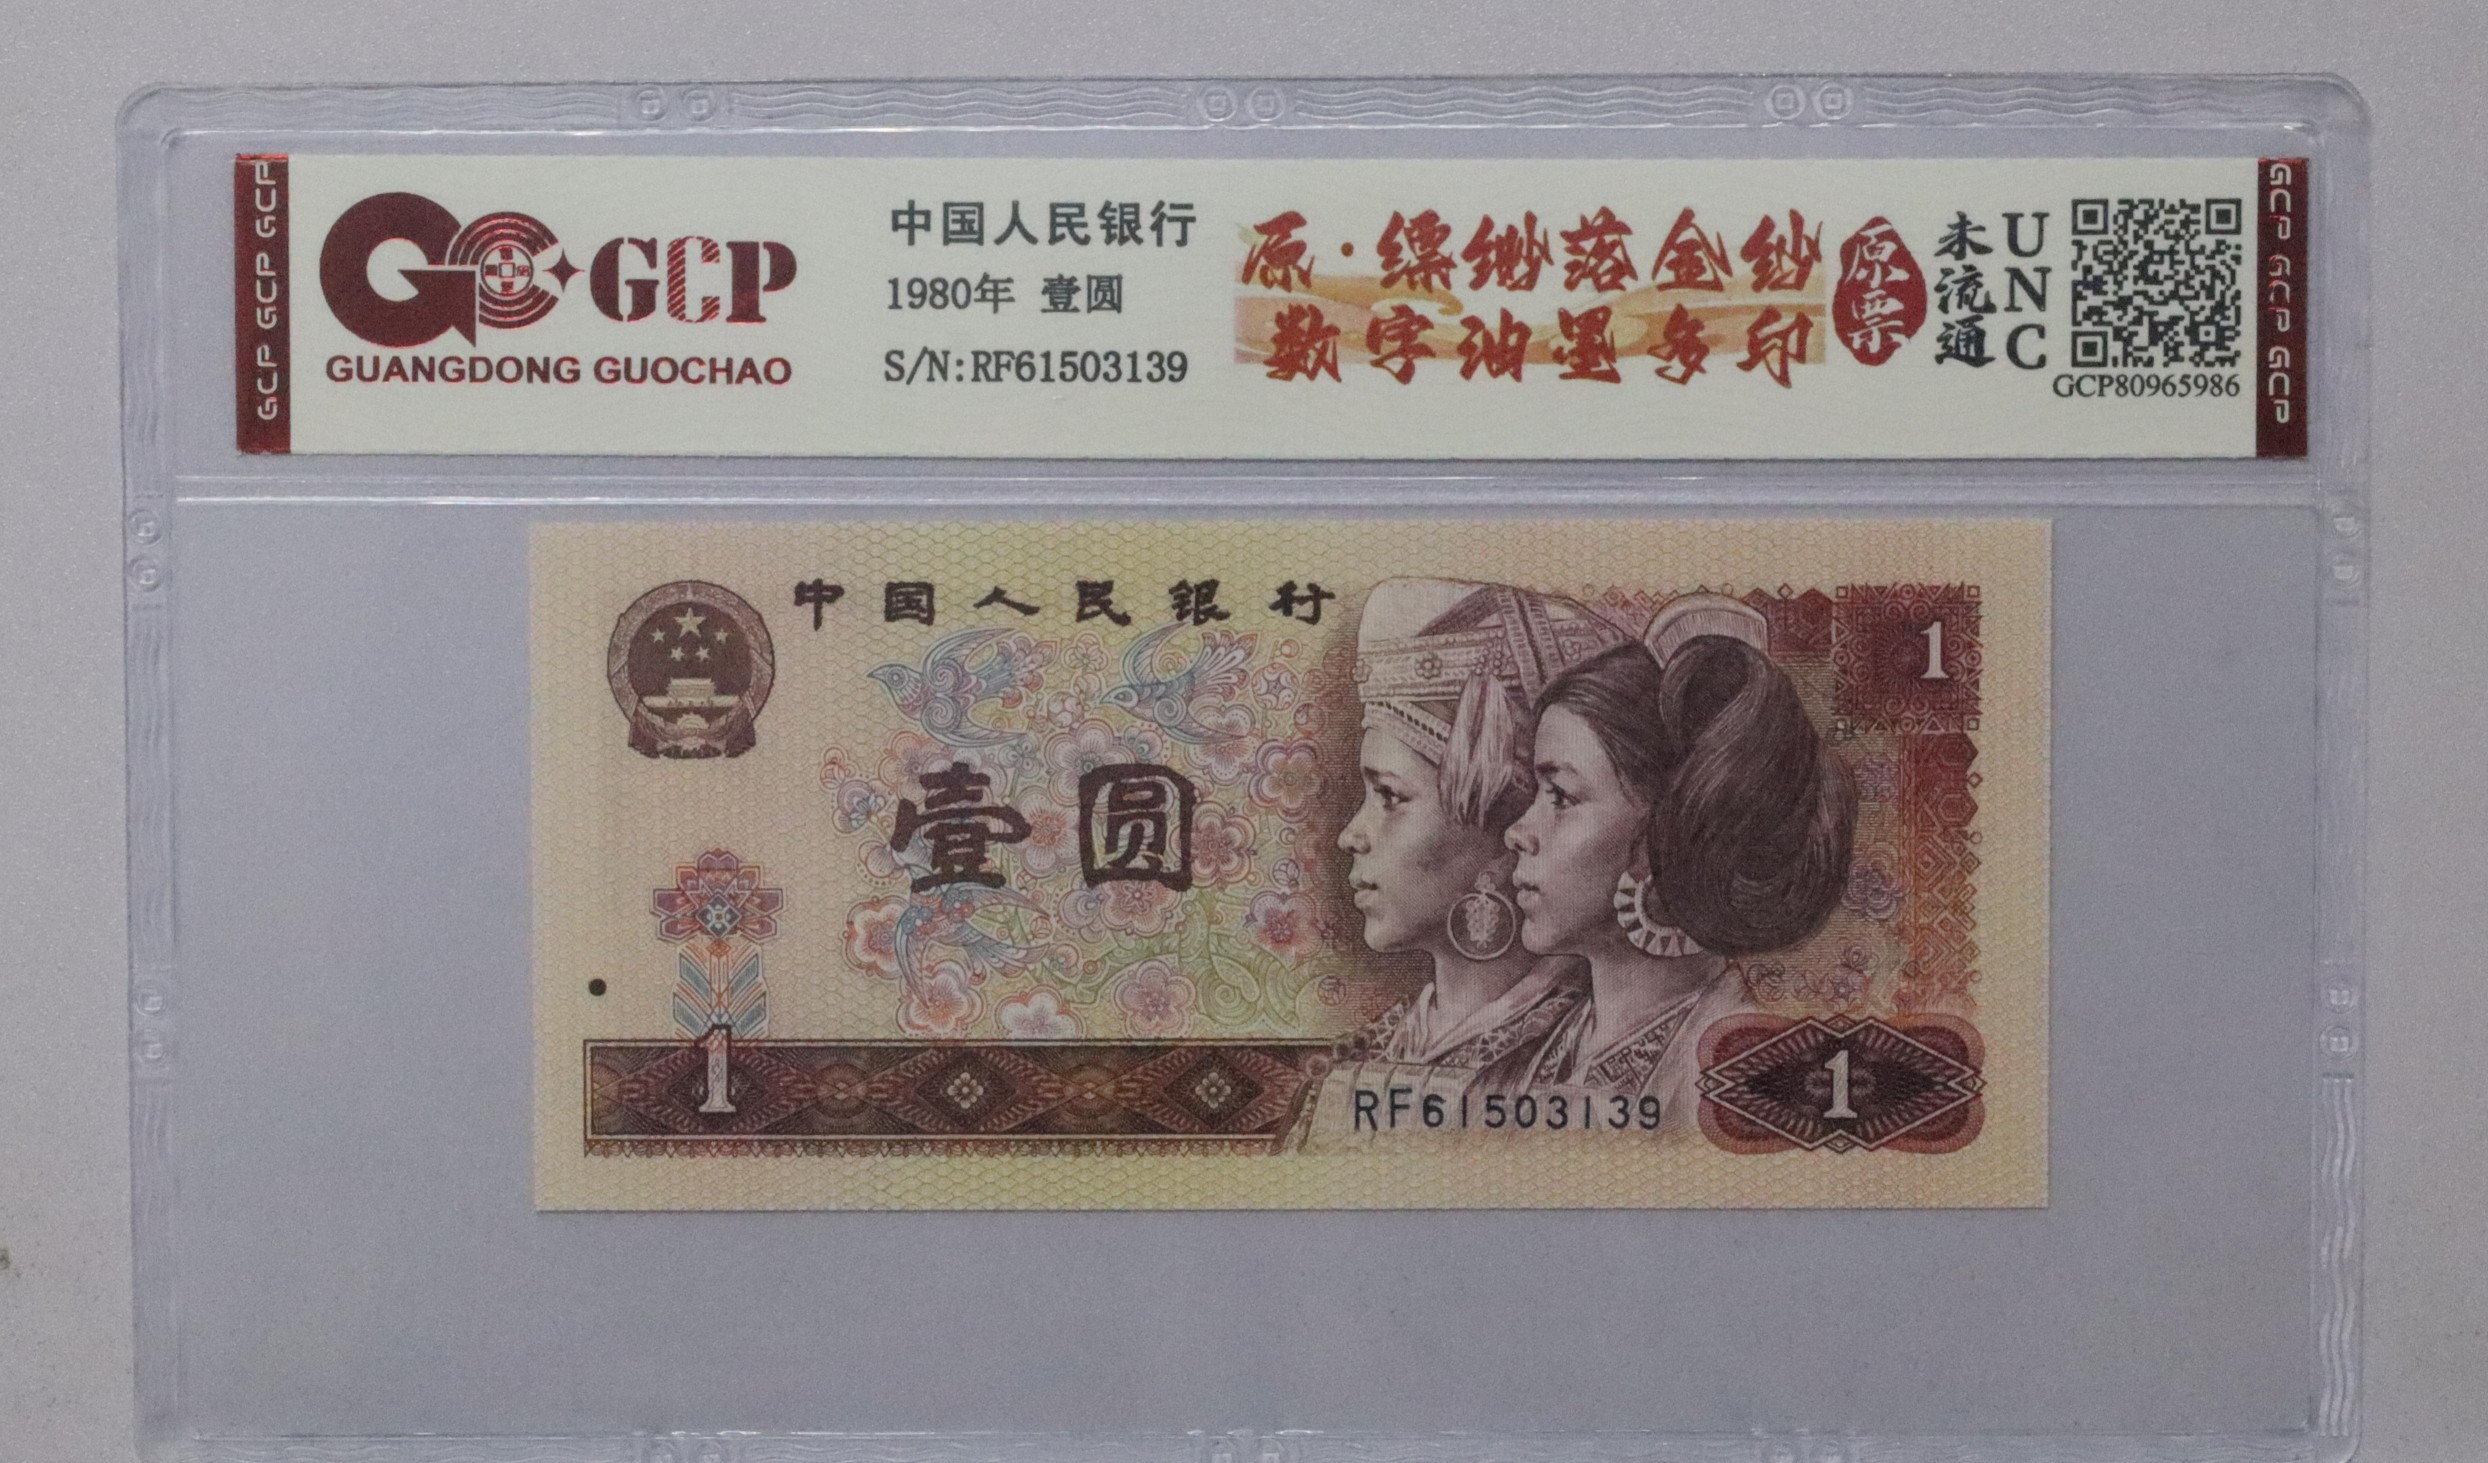 GCP GCP GCP
GCP
GUANGDONG GUOCHAO
中国人民银行
1980年 壹圆
S/N:RF61503139
原·缥缈落金纱
数字油墨多印
原票
未流通
UNC
GCP80965986
GCP GCP GCP
中国人民银行
1
壹圆
1
RF61503139
1